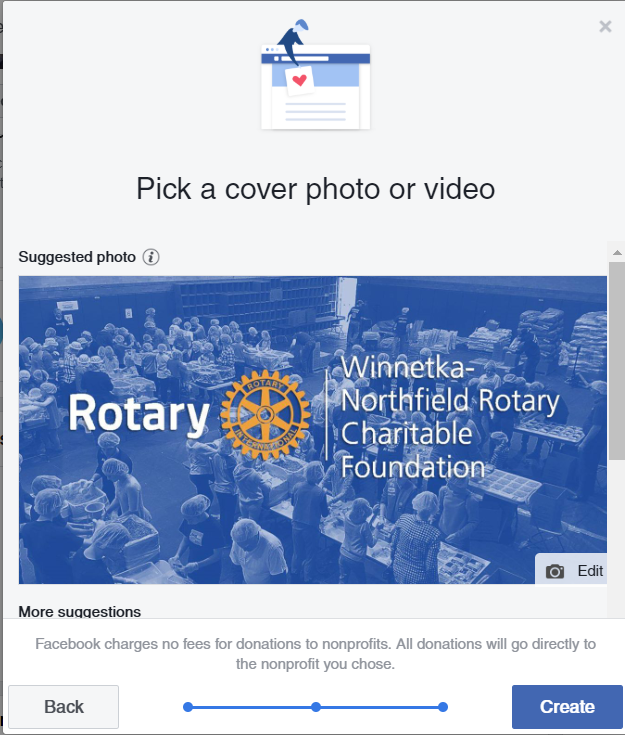 Pick a cover photo or video
Suggested photo
Rotary
ROTARY
INTERNATIONAL
Winnetka-
Northfield Rotary
Charitable
Foundation
Edit
More suggestions
Facebook charges no fees for donations to nonprofits. All donations will go directly to
the nonprofit you chose.
Back
Create